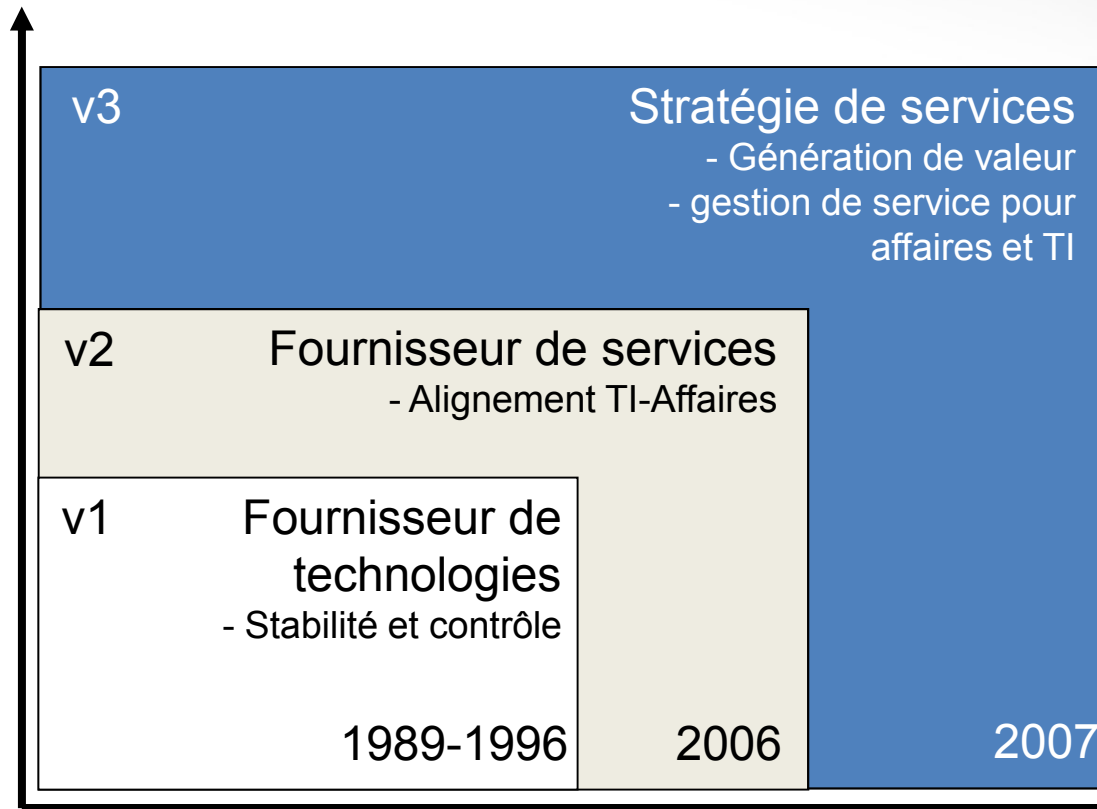 v3
Stratégie de services
- Génération de valeur
- gestion de service pour
affaires et TI
v2
Fournisseur de services
- Alignement TI-Affaires
v1
Fournisseur de
technologies
- Stabilité et contrôle
1989-1996
2006
2007